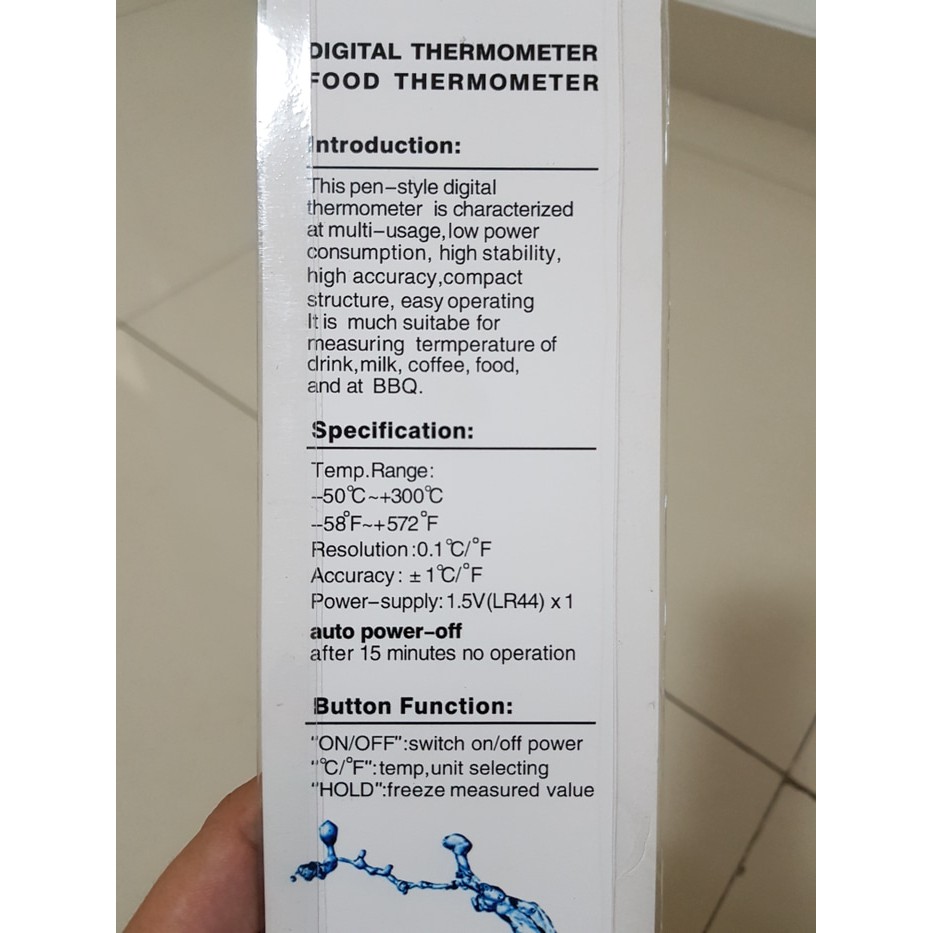 DIGITAL THERMOMETER
FOOD THERMOMETER
Introduction:
This pen-style digital
thermometer is characterized
at multi-usage,low power
consumption, high stability,
high accuracy,compact
structure, easy operating
It is much suitabe for
measuring termperature of
drink,milk, coffee, food,
and at BBQ.
Specification:
Temp.Range:
-50℃~+300℃
-58°F~+572°F
Resolution:0.1℃/°F
Accuracy: ±1℃/°F
Power-supply:1.5V(LR44) x 1
auto power-off
after 15 minutes no operation
Button Function:
"ON/OFF":switch on/off power
"℃/°F":temp,unit selecting
"HOLD":freeze measured value